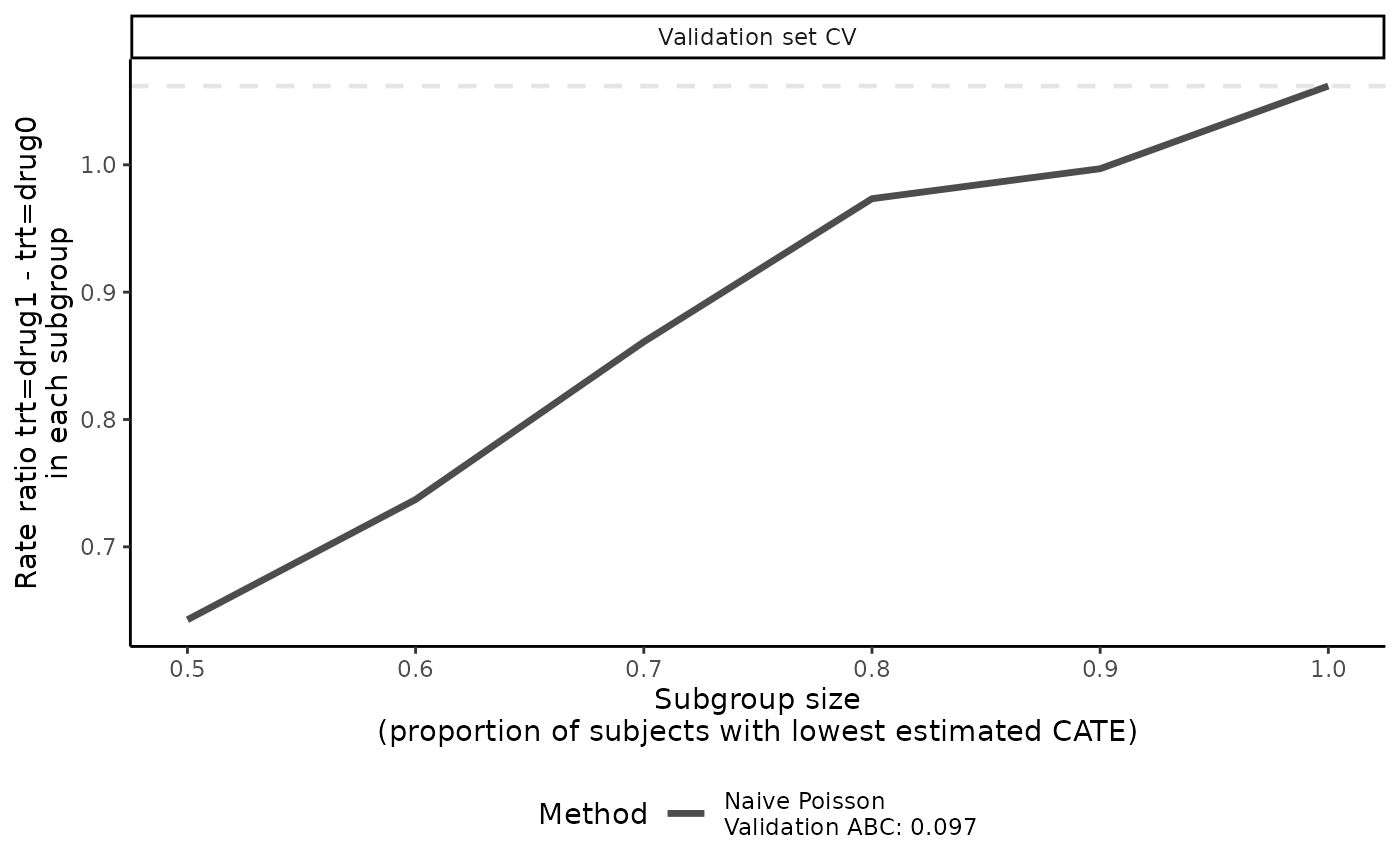 Validation set CV
Rate ratio trt=drug1 - trt=drug0
in each subgroup
1.0
0.9
0.8
0.7
0.5
0.6
0.7
0.8
0.9
1.0
Subgroup size
(proportion of subjects with lowest estimated CATE)
Method
Naive Poisson
Validation ABC: 0.097